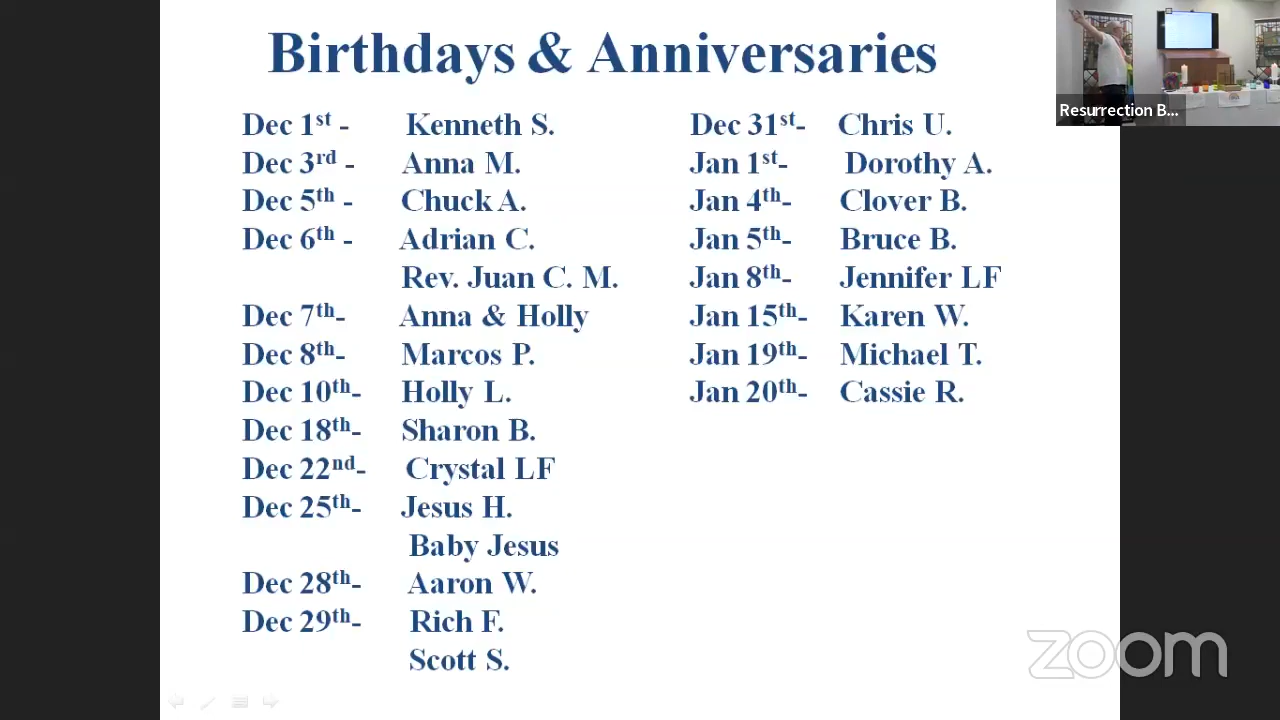 Birthdays & Anniversaries
Dec 1st - Kenneth S.
Dec 3rd - Anna M.
Dec 5th - Chuck A.
Dec 6th - Adrian C.
Rev. Juan C. M.
Dec 7th- Anna & Holly
Dec 8th- Marcos P.
Dec 10th- Holly L.
Dec 18th- Sharon B.
Dec 22nd- Crystal LF
Dec 25th- Jesus H.
Baby Jesus
Dec 28th- Aaron W.
Dec 29th- Rich F.
Scott S.
Dec 31st- Chris U.
Jan 1st- Dorothy A.
Jan 4th- Clover B.
Jan 5th- Bruce B.
Jan 8th- Jennifer LF
Jan 15th- Karen W.
Jan 19th- Michael T.
Jan 20th- Cassie R.
Resurrection B...
zoom